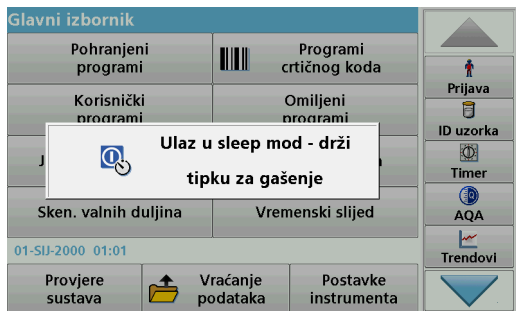 Glavni izbornik
Pohranjeni
programi
Programi
crtičnog koda
Korisnički
programi
Omiljeni
programi
Ulaz u sleep mod - drži
tipku za gašenje
Sken. valnih duljina
Vremenski slijed
01-SIJ-2000 01:01
Provjere
sustava
Vraćanje
podataka
Postavke
instrumenta
Prijava
ID uzorka
Timer
AQA
Trendovi